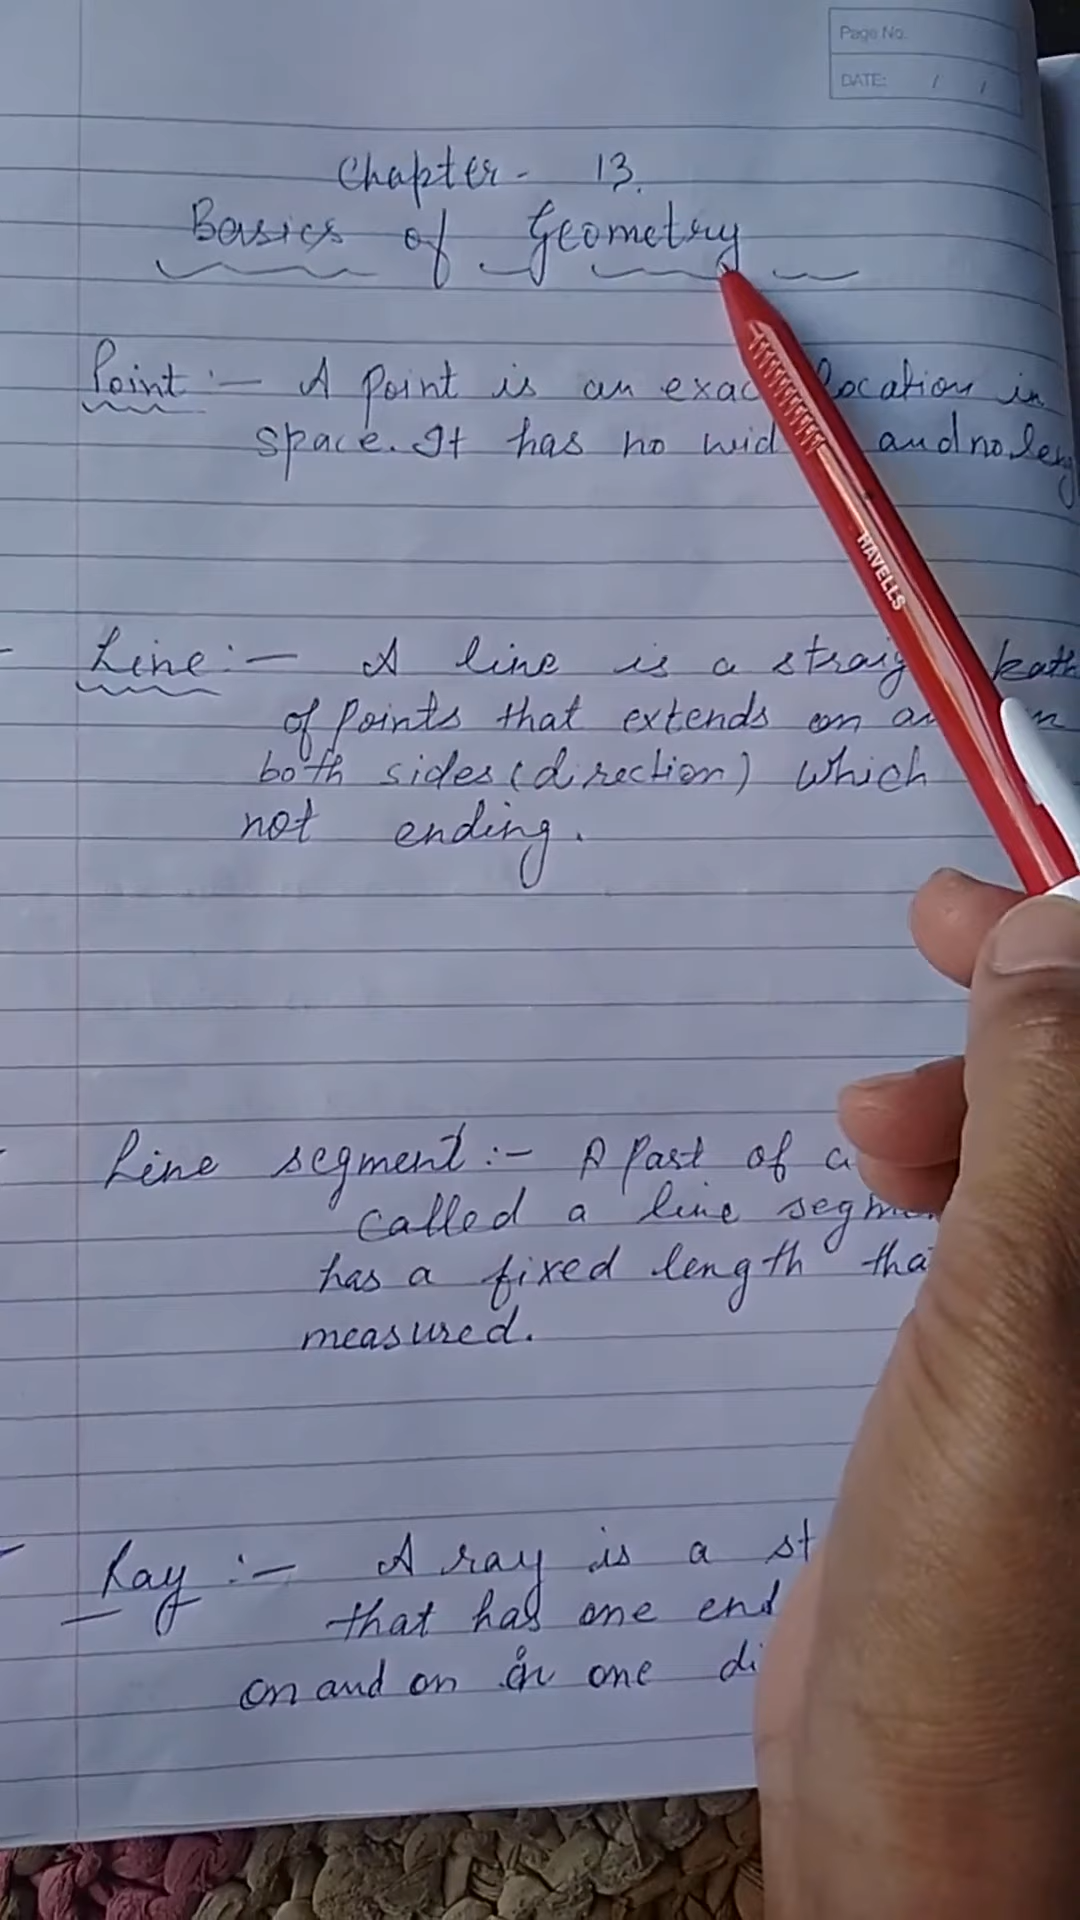 Page No.
DATE: / /
Chapter - 13.
Basics of Geometry
Point :- A point is an exac location in
space. It has no wid and no leng
Line :- A line is a straig path
of points that extends on an in
both sides (direction) which
not ending.
Line segment :- A Part of a
called a line segm
has a fixed length tha
measured.
Ray :- A ray is a st
that has one end
on and on in one di
HAVELLS